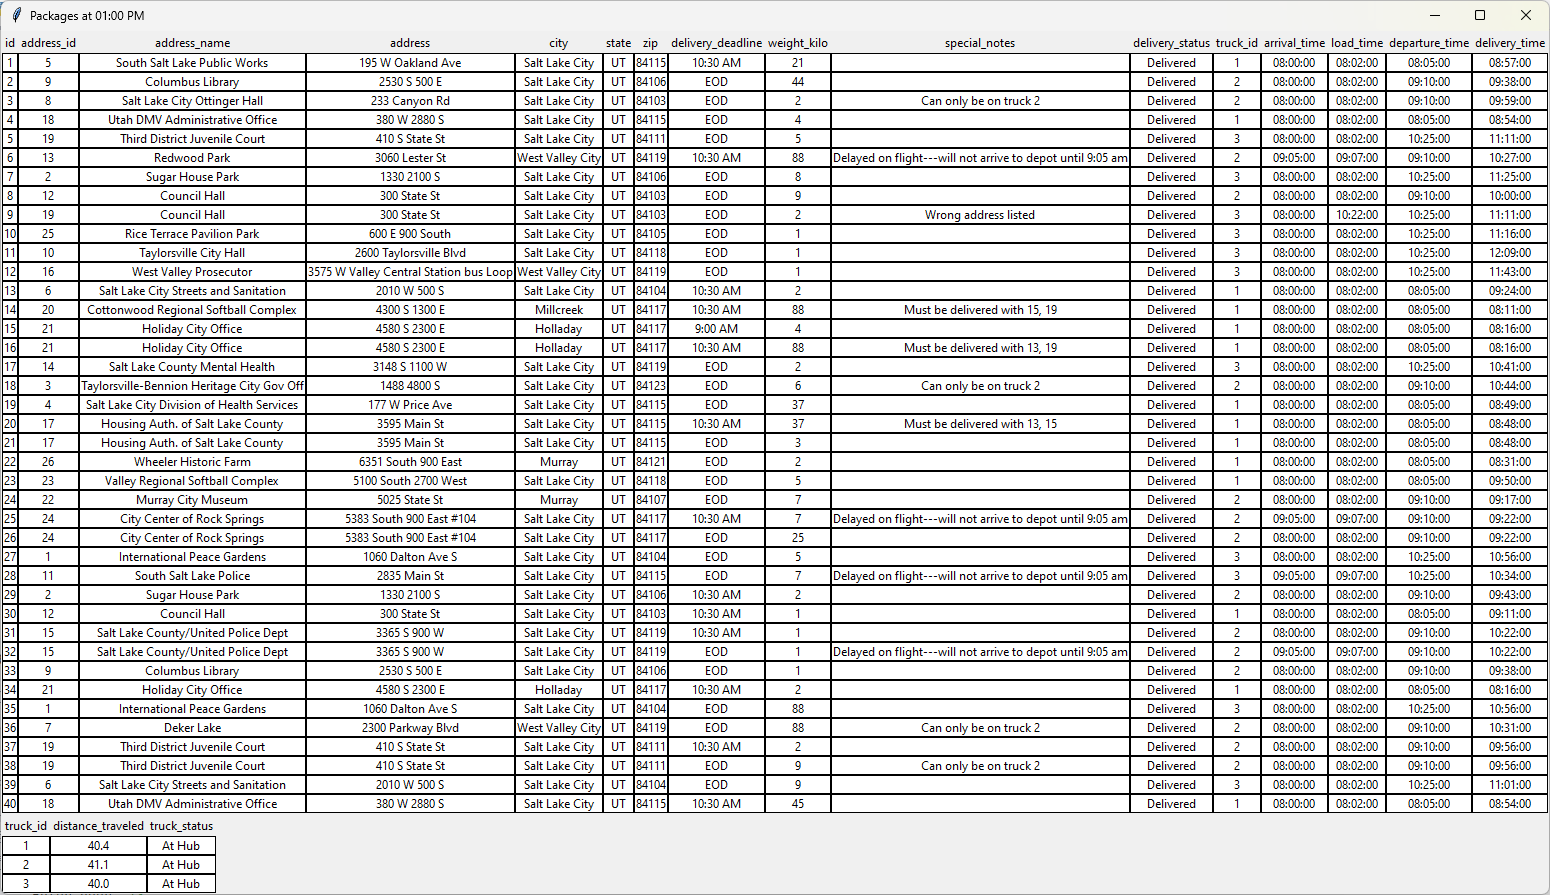 Packages at 01:00 PM
id address_id address_name address city state zip delivery_deadline weight_kilo special_notes delivery_status truck_id arrival_time load_time departure_time delivery_time
1 5 South Salt Lake Public Works 195 W Oakland Ave Salt Lake City UT 84115 10:30 AM 21 Delivered 1 08:00:00 08:02:00 08:05:00 08:57:00
2 9 Columbus Library 2530 S 500 E Salt Lake City UT 84106 EOD 44 Delivered 2 08:00:00 08:02:00 09:10:00 09:38:00
3 8 Salt Lake City Ottinger Hall 233 Canyon Rd Salt Lake City UT 84103 EOD 2 Can only be on truck 2 Delivered 2 08:00:00 08:02:00 09:10:00 09:59:00
4 18 Utah DMV Administrative Office 380 W 2880 S Salt Lake City UT 84115 EOD 4 Delivered 1 08:00:00 08:02:00 08:05:00 08:54:00
5 19 Third District Juvenile Court 410 S State St Salt Lake City UT 84111 EOD 5 Delivered 3 08:00:00 08:02:00 10:25:00 11:11:00
6 13 Redwood Park 3060 Lester St West Valley City UT 84119 10:30 AM 88 Delayed on flight---will not arrive to depot until 9:05 am Delivered 2 09:05:00 09:07:00 09:10:00 10:27:00
7 2 Sugar House Park 1330 2100 S Salt Lake City UT 84106 EOD 8 Delivered 3 08:00:00 08:02:00 10:25:00 11:25:00
8 12 Council Hall 300 State St Salt Lake City UT 84103 EOD 9 Delivered 2 08:00:00 08:02:00 09:10:00 10:00:00
9 19 Council Hall 300 State St Salt Lake City UT 84103 EOD 2 Wrong address listed Delivered 3 08:00:00 10:22:00 10:25:00 11:11:00
10 25 Rice Terrace Pavilion Park 600 E 900 South Salt Lake City UT 84105 EOD 1 Delivered 3 08:00:00 08:02:00 10:25:00 11:16:00
11 10 Taylorsville City Hall 2600 Taylorsville Blvd Salt Lake City UT 84118 EOD 1 Delivered 3 08:00:00 08:02:00 10:25:00 12:09:00
12 16 West Valley Prosecutor 3575 W Valley Central Station bus Loop West Valley City UT 84119 EOD 1 Delivered 3 08:00:00 08:02:00 10:25:00 11:43:00
13 6 Salt Lake City Streets and Sanitation 2010 W 500 S Salt Lake City UT 84104 10:30 AM 2 Delivered 1 08:00:00 08:02:00 08:05:00 09:24:00
14 20 Cottonwood Regional Softball Complex 4300 S 1300 E Millcreek UT 84117 10:30 AM 88 Must be delivered with 15, 19 Delivered 1 08:00:00 08:02:00 08:05:00 08:11:00
15 21 Holiday City Office 4580 S 2300 E Holladay UT 84117 9:00 AM 4 Delivered 1 08:00:00 08:02:00 08:05:00 08:16:00
16 21 Holiday City Office 4580 S 2300 E Holladay UT 84117 10:30 AM 88 Must be delivered with 13, 19 Delivered 1 08:00:00 08:02:00 08:05:00 08:16:00
17 14 Salt Lake County Mental Health 3148 S 1100 W Salt Lake City UT 84119 EOD 2 Delivered 3 08:00:00 08:02:00 10:25:00 10:41:00
18 3 Taylorsville-Bennion Heritage City Gov Off 1488 4800 S Salt Lake City UT 84123 EOD 6 Can only be on truck 2 Delivered 2 08:00:00 08:02:00 09:10:00 10:44:00
19 4 Salt Lake City Division of Health Services 177 W Price Ave Salt Lake City UT 84115 EOD 37 Delivered 1 08:00:00 08:02:00 08:05:00 08:49:00
20 17 Housing Auth. of Salt Lake County 3595 Main St Salt Lake City UT 84115 10:30 AM 37 Must be delivered with 13, 15 Delivered 1 08:00:00 08:02:00 08:05:00 08:48:00
21 17 Housing Auth. of Salt Lake County 3595 Main St Salt Lake City UT 84115 EOD 3 Delivered 1 08:00:00 08:02:00 08:05:00 08:48:00
22 26 Wheeler Historic Farm 6351 South 900 East Murray UT 84121 EOD 2 Delivered 1 08:00:00 08:02:00 08:05:00 08:31:00
23 23 Valley Regional Softball Complex 5100 South 2700 West Salt Lake City UT 84118 EOD 5 Delivered 1 08:00:00 08:02:00 08:05:00 09:50:00
24 22 Murray City Museum 5025 State St Murray UT 84107 EOD 7 Delivered 2 08:00:00 08:02:00 09:10:00 09:17:00
25 24 City Center of Rock Springs 5383 South 900 East #104 Salt Lake City UT 84117 10:30 AM 7 Delayed on flight---will not arrive to depot until 9:05 am Delivered 2 09:05:00 09:07:00 09:10:00 09:22:00
26 24 City Center of Rock Springs 5383 South 900 East #104 Salt Lake City UT 84117 EOD 25 Delivered 2 08:00:00 08:02:00 09:10:00 09:22:00
27 1 International Peace Gardens 1060 Dalton Ave S Salt Lake City UT 84104 EOD 5 Delivered 3 08:00:00 08:02:00 10:25:00 10:56:00
28 11 South Salt Lake Police 2835 Main St Salt Lake City UT 84115 EOD 7 Delayed on flight---will not arrive to depot until 9:05 am Delivered 3 09:05:00 09:07:00 10:25:00 10:34:00
29 2 Sugar House Park 1330 2100 S Salt Lake City UT 84106 10:30 AM 2 Delivered 2 08:00:00 08:02:00 09:10:00 09:43:00
30 12 Council Hall 300 State St Salt Lake City UT 84103 10:30 AM 1 Delivered 1 08:00:00 08:02:00 08:05:00 09:11:00
31 15 Salt Lake County/United Police Dept 3365 S 900 W Salt Lake City UT 84119 10:30 AM 1 Delivered 2 08:00:00 08:02:00 09:10:00 10:22:00
32 15 Salt Lake County/United Police Dept 3365 S 900 W Salt Lake City UT 84119 EOD 1 Delayed on flight---will not arrive to depot until 9:05 am Delivered 2 09:05:00 09:07:00 09:10:00 10:22:00
33 9 Columbus Library 2530 S 500 E Salt Lake City UT 84106 EOD 1 Delivered 2 08:00:00 08:02:00 09:10:00 09:38:00
34 21 Holiday City Office 4580 S 2300 E Holladay UT 84117 10:30 AM 2 Delivered 1 08:00:00 08:02:00 08:05:00 08:16:00
35 1 International Peace Gardens 1060 Dalton Ave S Salt Lake City UT 84104 EOD 88 Delivered 3 08:00:00 08:02:00 10:25:00 10:56:00
36 7 Deker Lake 2300 Parkway Blvd West Valley City UT 84119 EOD 88 Can only be on truck 2 Delivered 2 08:00:00 08:02:00 09:10:00 10:31:00
37 19 Third District Juvenile Court 410 S State St Salt Lake City UT 84111 10:30 AM 2 Delivered 2 08:00:00 08:02:00 09:10:00 09:56:00
38 19 Third District Juvenile Court 410 S State St Salt Lake City UT 84111 EOD 9 Can only be on truck 2 Delivered 2 08:00:00 08:02:00 09:10:00 09:56:00
39 6 Salt Lake City Streets and Sanitation 2010 W 500 S Salt Lake City UT 84104 EOD 9 Delivered 3 08:00:00 08:02:00 10:25:00 11:01:00
40 18 Utah DMV Administrative Office 380 W 2880 S Salt Lake City UT 84115 10:30 AM 45 Delivered 1 08:00:00 08:02:00 08:05:00 08:54:00
truck_id distance_traveled truck_status
1 40.4 At Hub
2 41.1 At Hub
3 40.0 At Hub